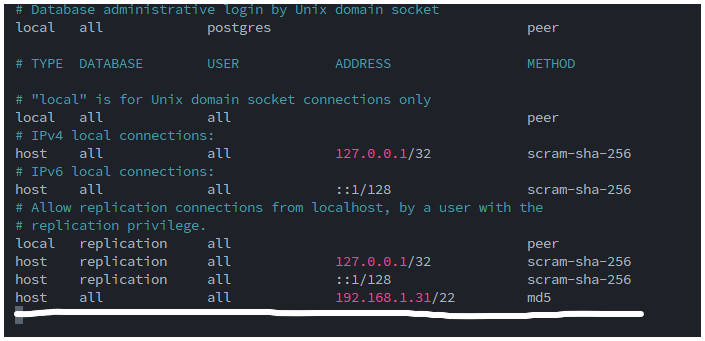 # Database administrative login by Unix domain socket
local   all             postgres                                peer
# TYPE  DATABASE        USER            ADDRESS                 METHOD
# "local" is for Unix domain socket connections only
local   all             all                                     peer
# IPv4 local connections:
host    all             all             127.0.0.1/32            scram-sha-256
# IPv6 local connections:
host    all             all             ::1/128                 scram-sha-256
# Allow replication connections from localhost, by a user with the
# replication privilege.
local   replication     all                                     peer
host    replication     all             127.0.0.1/32            scram-sha-256
host    replication     all             ::1/128                 scram-sha-256
host    all             all             192.168.1.31/22         md5